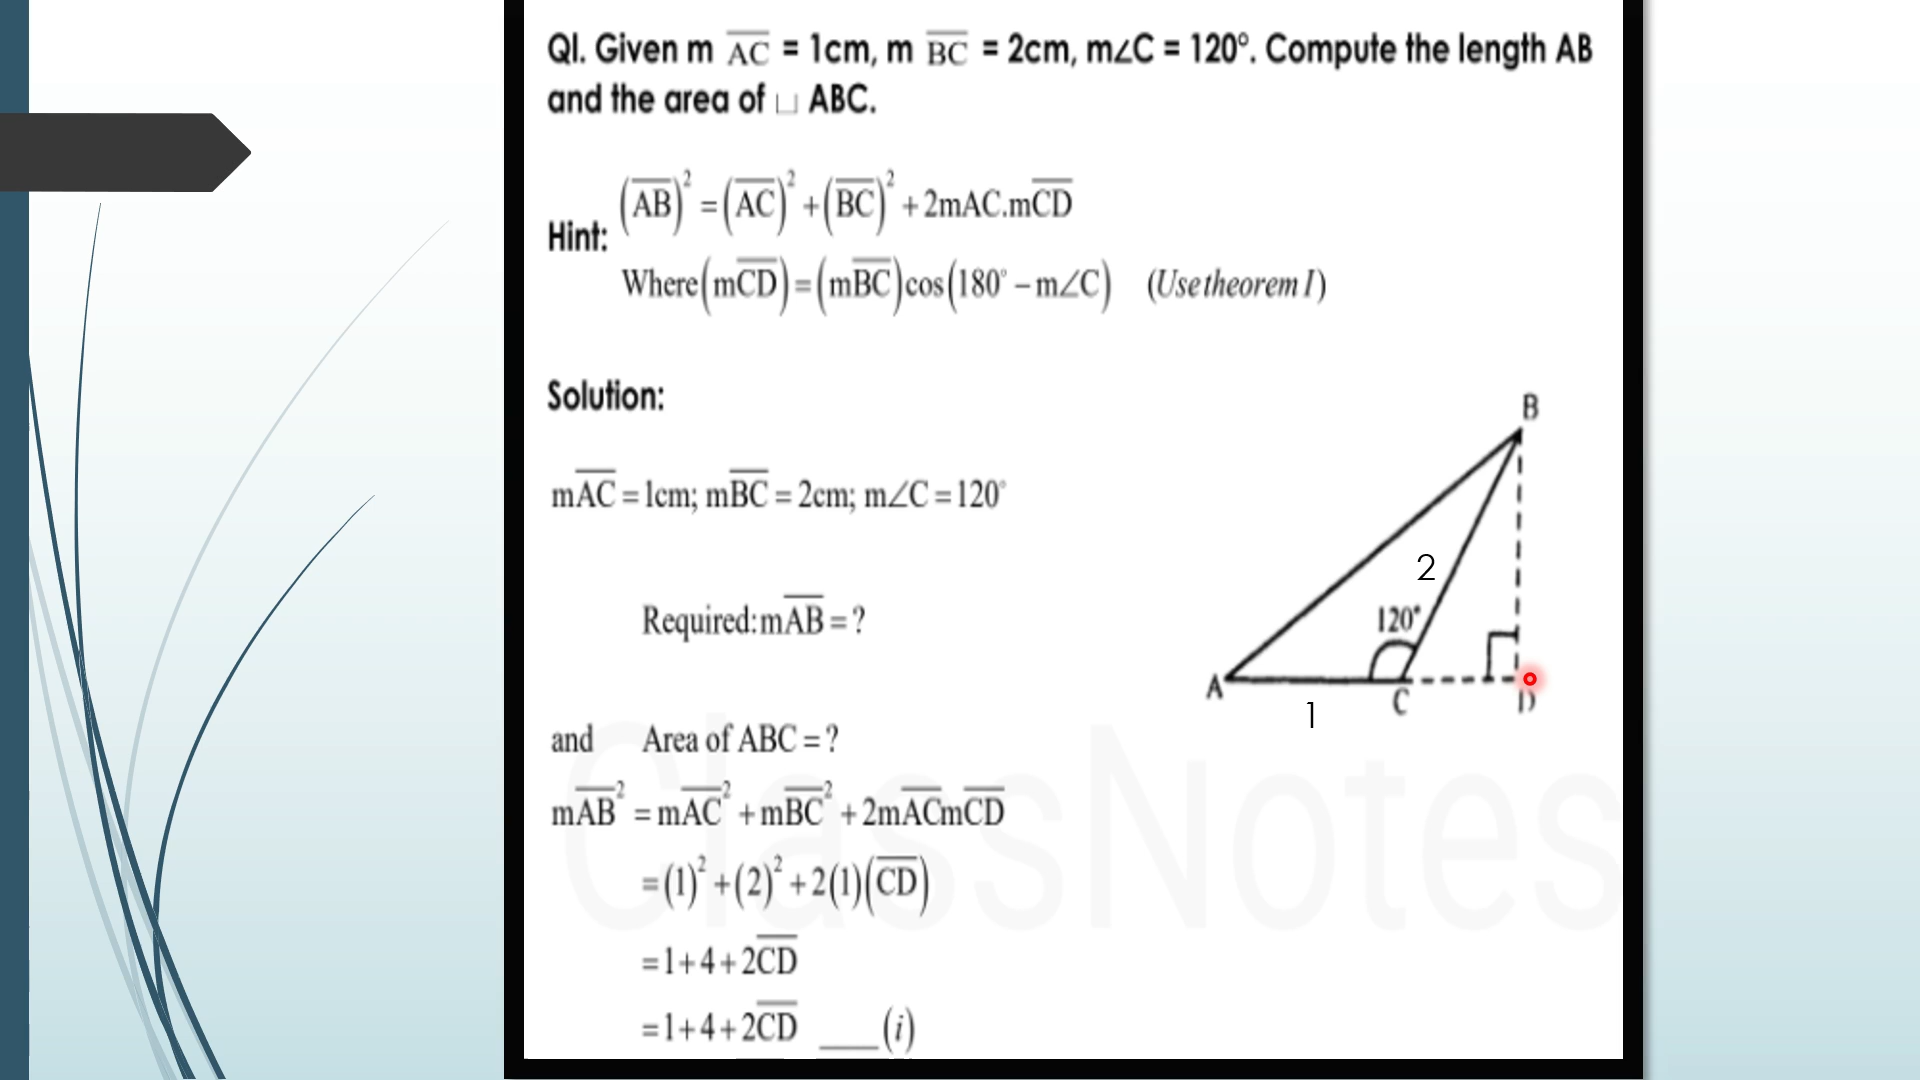 QI. Given m AC = 1cm, m BC = 2cm, m∠C = 120°. Compute the length AB
and the area of □ ABC.
(AB)² = (AC)² + (BC)² + 2mAC.mCD
Hint:
Where (mCD) = (mBC) cos(180° − m∠C) (Use theorem I)
Solution:
mAC = 1cm; mBC = 2cm; m∠C = 120°
Required: mAB = ?
and Area of ABC = ?
mAB² = mAC² + mBC² + 2mACmCD
= (1)² + (2)² + 2(1)(CD)
= 1 + 4 + 2CD
= 1 + 4 + 2CD ___(i)
B
2
120°
A
C
D
1
ClassNotes